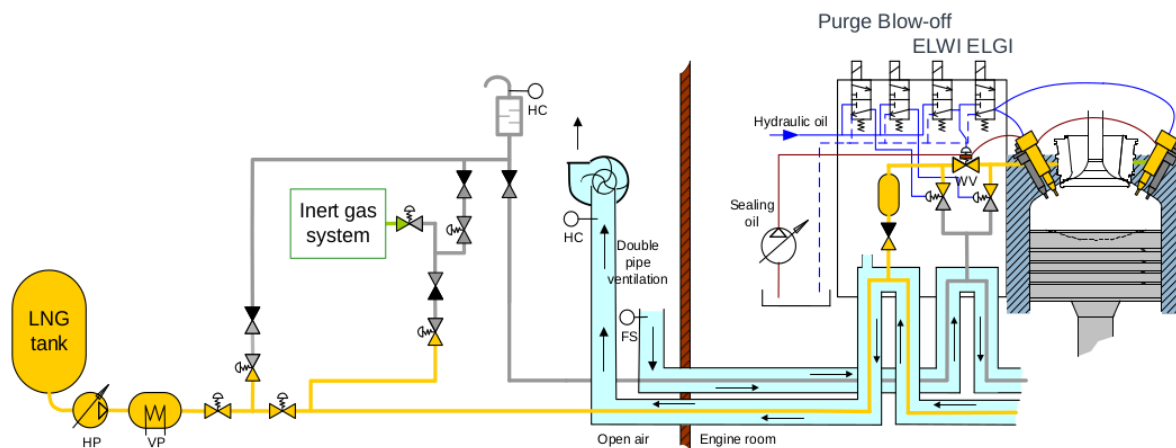 Purge Blow-off
ELWI ELGI
HC
Hydraulic oil
WV
Inert gas
system
Sealing
oil
HC
Double
pipe
ventilation
LNG
tank
FS
HP
VP
Open air
Engine room